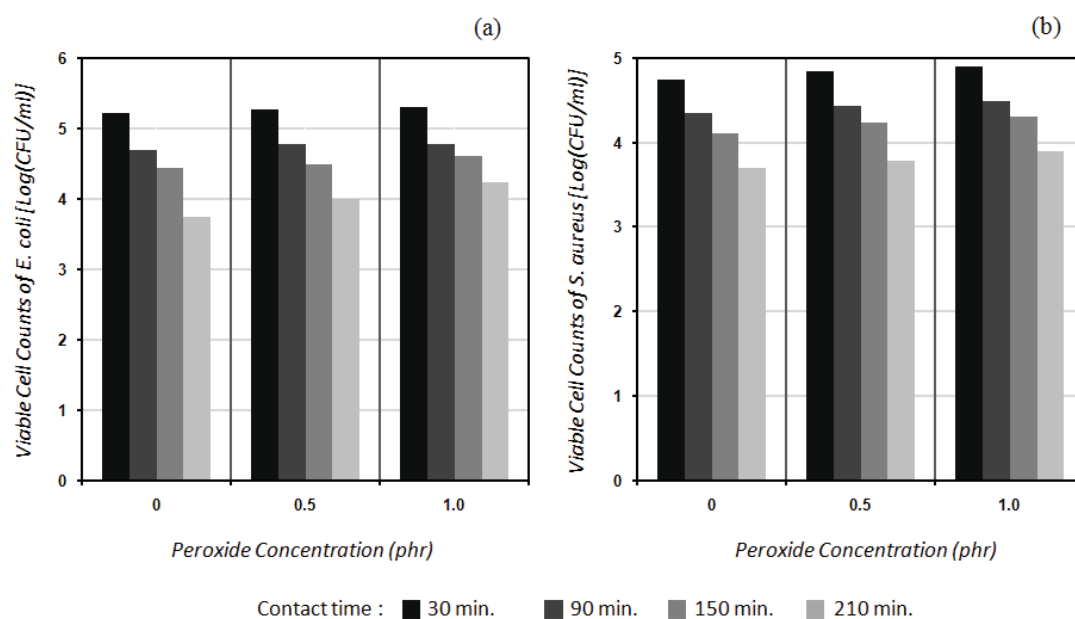 (a)
Viable Cell Counts of E. coli [Log(CFU/ml)]
6
5
4
3
2
1
0
0 0.5 1.0
Peroxide Concentration (phr)
(b)
Viable Cell Counts of S. aureus [Log(CFU/ml)]
5
4
3
2
1
0
0 0.5 1.0
Peroxide Concentration (phr)
Contact time : 30 min. 90 min. 150 min. 210 min.